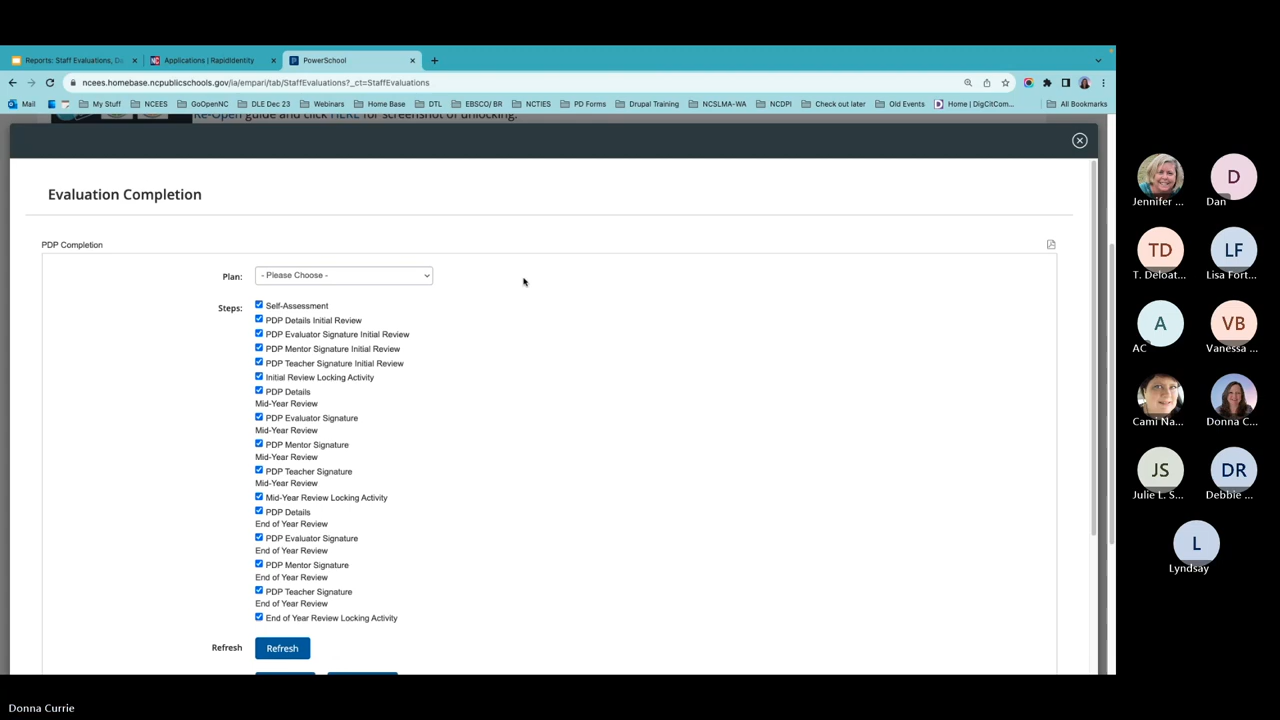 Reports: Staff Evaluations, Da
Applications | RapidIdentity
PowerSchool
ncees.homebase.ncpublicschools.gov/ia/empari/tab/StaffEvaluations?_ct=StaffEvaluations
Mail My Stuff NCEES GoOpenNC DLE Dec 23 Webinars Home Base DTL EBSCO/ BR NCTIES PD Forms Drupal Training NCSLMA-WA NCDPI Check out later Old Events Home | DigCitCom... All Bookmarks
Re-Open guide and click HERE for screenshot of unlocking.
Evaluation Completion
PDP Completion
Plan: - Please Choose -
Steps: Self-Assessment
PDP Details Initial Review
PDP Evaluator Signature Initial Review
PDP Mentor Signature Initial Review
PDP Teacher Signature Initial Review
Initial Review Locking Activity
PDP Details
Mid-Year Review
PDP Evaluator Signature
Mid-Year Review
PDP Mentor Signature
Mid-Year Review
PDP Teacher Signature
Mid-Year Review
Mid-Year Review Locking Activity
PDP Details
End of Year Review
PDP Evaluator Signature
End of Year Review
PDP Mentor Signature
End of Year Review
PDP Teacher Signature
End of Year Review
End of Year Review Locking Activity
Refresh Refresh
D
Jennifer ... Dan
TD LF
T. Deloat... Lisa Fort...
A VB
AC Vanessa ...
Cami Na... Donna C...
JS DR
Julie L. S... Debbie ...
L
Lyndsay
Donna Currie